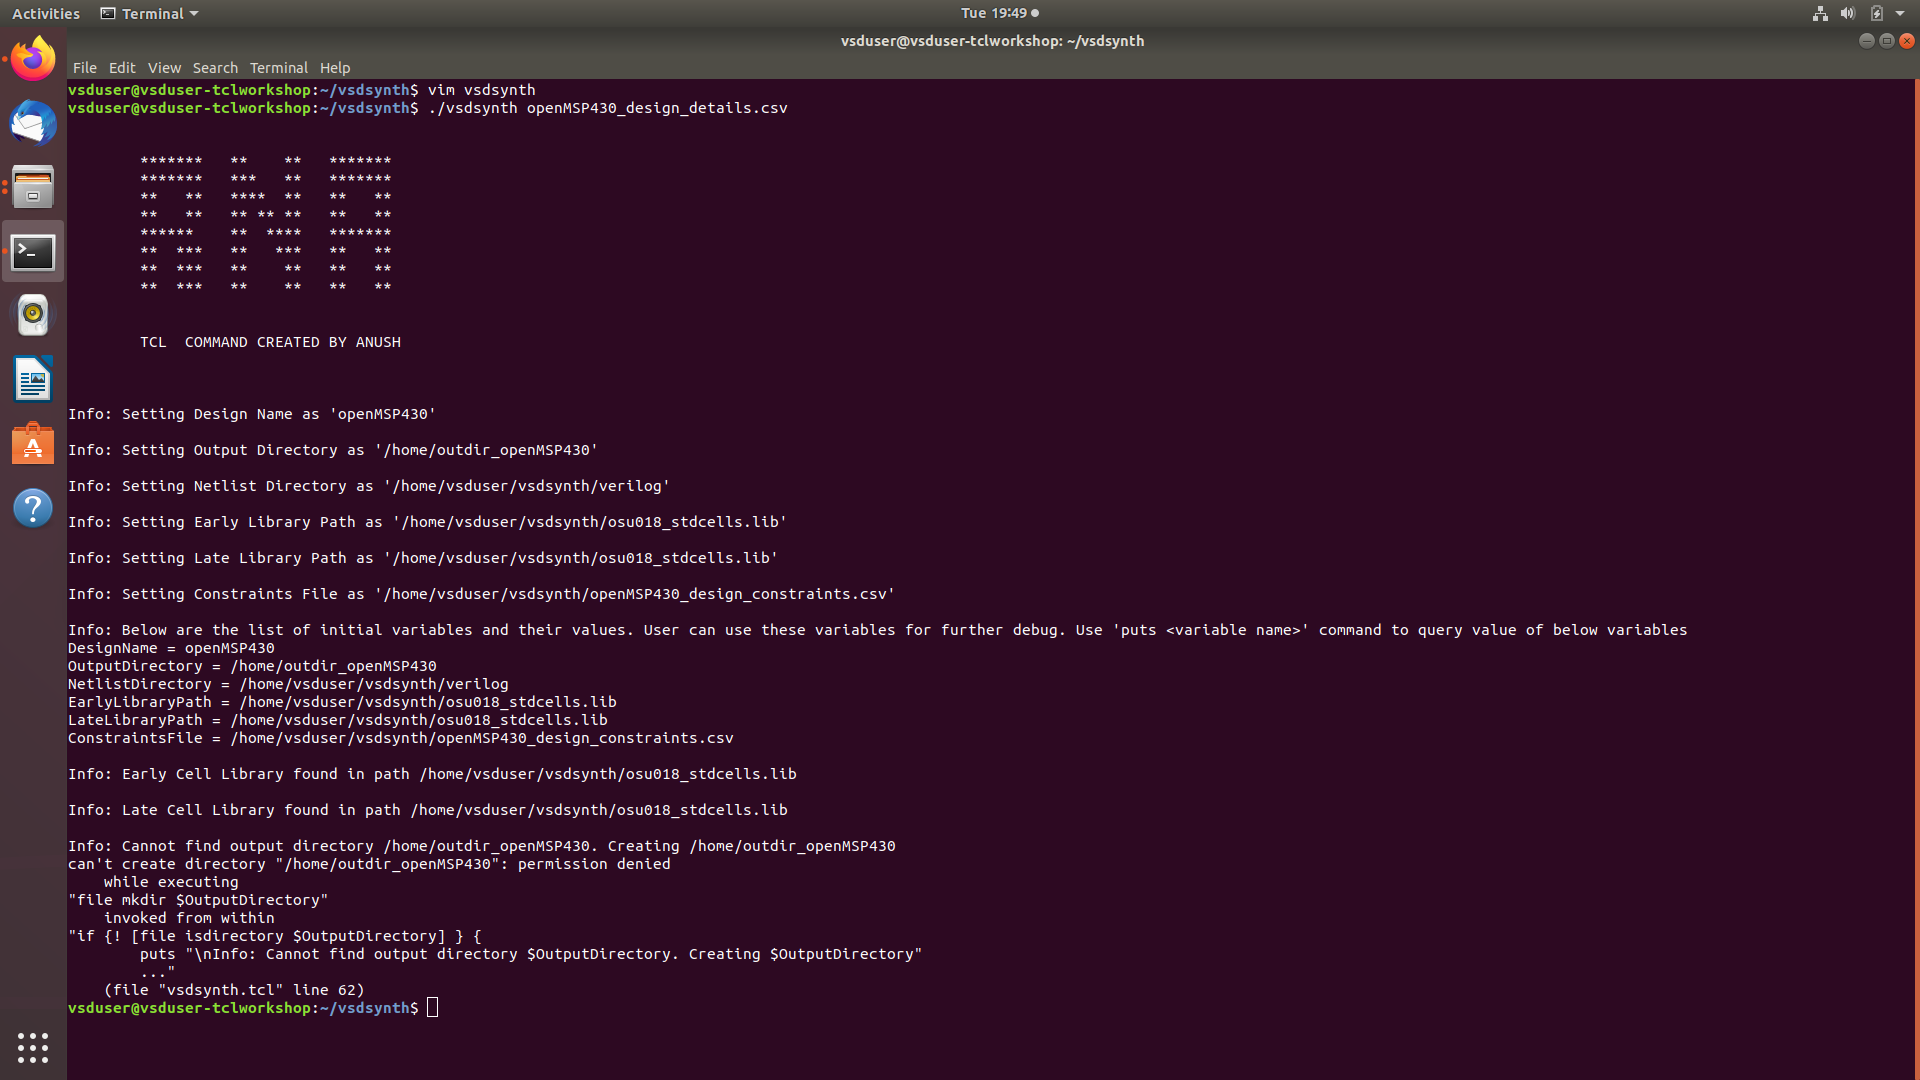 Activities
Terminal
Tue 19:49
vsduser@vsduser-tclworkshop: ~/vsdsynth
File Edit View Search Terminal Help
vsduser@vsduser-tclworkshop:~/vsdsynth$ vim vsdsynth
vsduser@vsduser-tclworkshop:~/vsdsynth$ ./vsdsynth openMSP430_design_details.csv
*******   **    **   *******
*******   ***   **   *******
**   **   ****  **   **   **
**   **   ** ** **   **   **
******    **  ****   *******
**  ***   **   ***   **   **
**  ***   **    **   **   **
**  ***   **    **   **   **
TCL  COMMAND CREATED BY ANUSH
Info: Setting Design Name as 'openMSP430'
Info: Setting Output Directory as '/home/outdir_openMSP430'
Info: Setting Netlist Directory as '/home/vsduser/vsdsynth/verilog'
Info: Setting Early Library Path as '/home/vsduser/vsdsynth/osu018_stdcells.lib'
Info: Setting Late Library Path as '/home/vsduser/vsdsynth/osu018_stdcells.lib'
Info: Setting Constraints File as '/home/vsduser/vsdsynth/openMSP430_design_constraints.csv'
Info: Below are the list of initial variables and their values. User can use these variables for further debug. Use 'puts <variable name>' command to query value of below variables
DesignName = openMSP430
OutputDirectory = /home/outdir_openMSP430
NetlistDirectory = /home/vsduser/vsdsynth/verilog
EarlyLibraryPath = /home/vsduser/vsdsynth/osu018_stdcells.lib
LateLibraryPath = /home/vsduser/vsdsynth/osu018_stdcells.lib
ConstraintsFile = /home/vsduser/vsdsynth/openMSP430_design_constraints.csv
Info: Early Cell Library found in path /home/vsduser/vsdsynth/osu018_stdcells.lib
Info: Late Cell Library found in path /home/vsduser/vsdsynth/osu018_stdcells.lib
Info: Cannot find output directory /home/outdir_openMSP430. Creating /home/outdir_openMSP430
can't create directory "/home/outdir_openMSP430": permission denied
while executing
"file mkdir $OutputDirectory"
invoked from within
"if {! [file isdirectory $OutputDirectory] } {
puts "\nInfo: Cannot find output directory $OutputDirectory. Creating $OutputDirectory"
..."
(file "vsdsynth.tcl" line 62)
vsduser@vsduser-tclworkshop:~/vsdsynth$